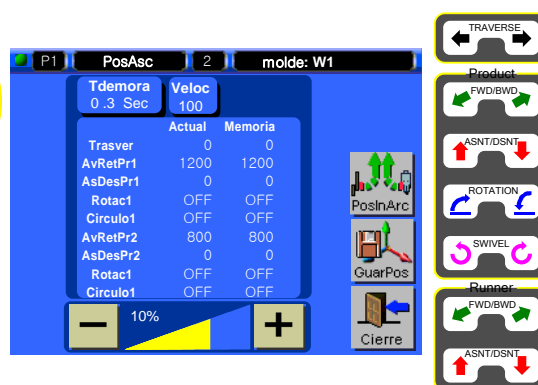 P1 PosAsc 2 molde: W1
Tdemora Veloc
0 .3 Sec 100
Actual Memoria
Trasver 0 0
AvRetPr1 1200 1200
AsDesPr1 0 0
Rotac1 OFF OFF
Circulo1 OFF OFF
AvRetPr2 800 800
AsDesPr2 0 0
Rotac1 OFF OFF
Circulo1 OFF OFF
10%
PosInArc
GuarPos
Cierre
TRAVERSE
Product
FWD/BWD
ASNT/DSNT
ROTATION
SWIVEL
Runner
FWD/BWD
ASNT/DSNT